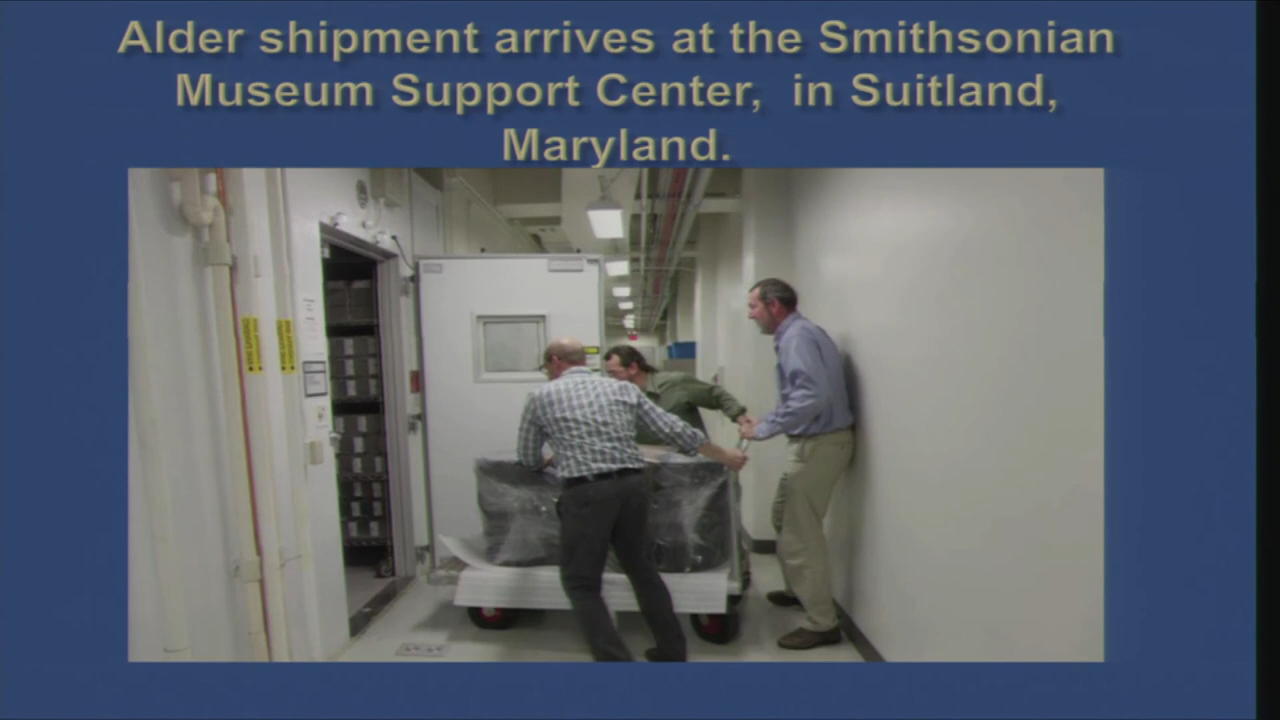 Alder shipment arrives at the Smithsonian
Museum Support Center,  in Suitland,
Maryland.